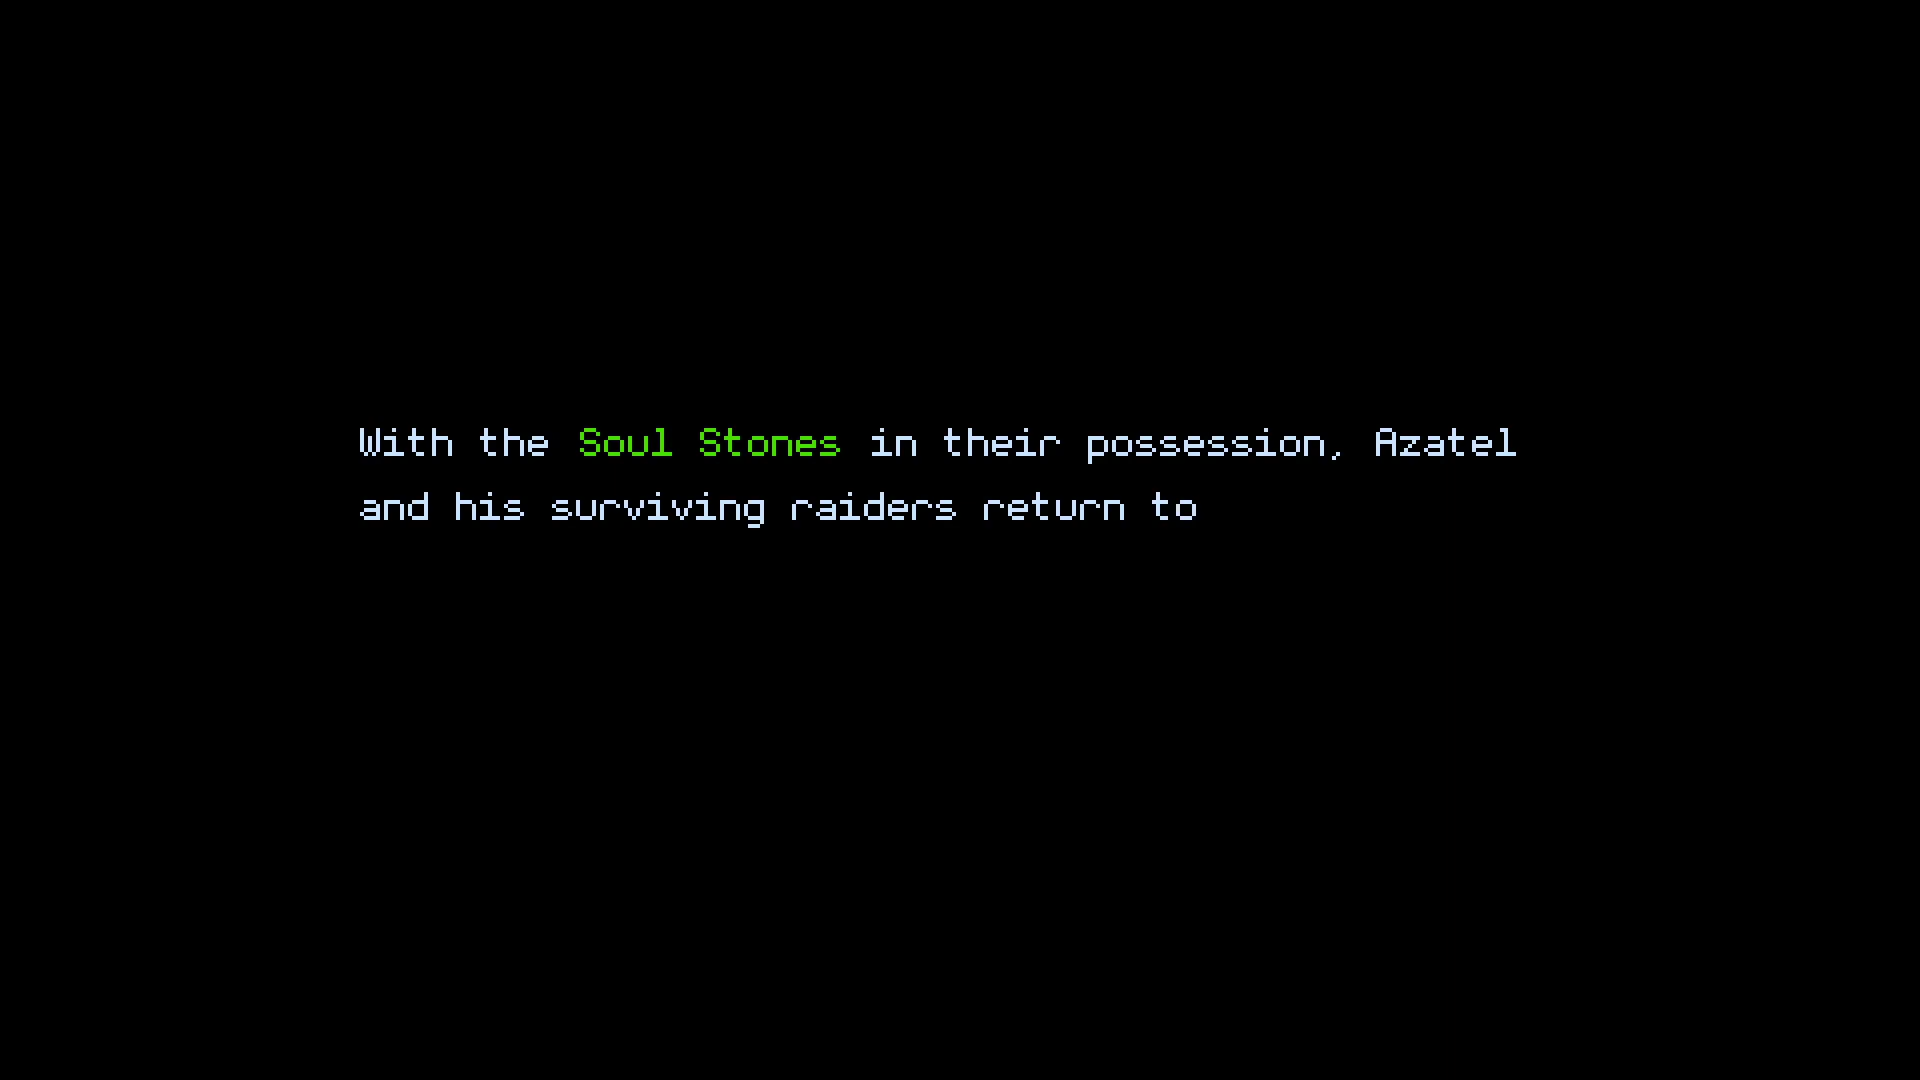 With the Soul Stones in their possession, Azatel
and his surviving raiders return to